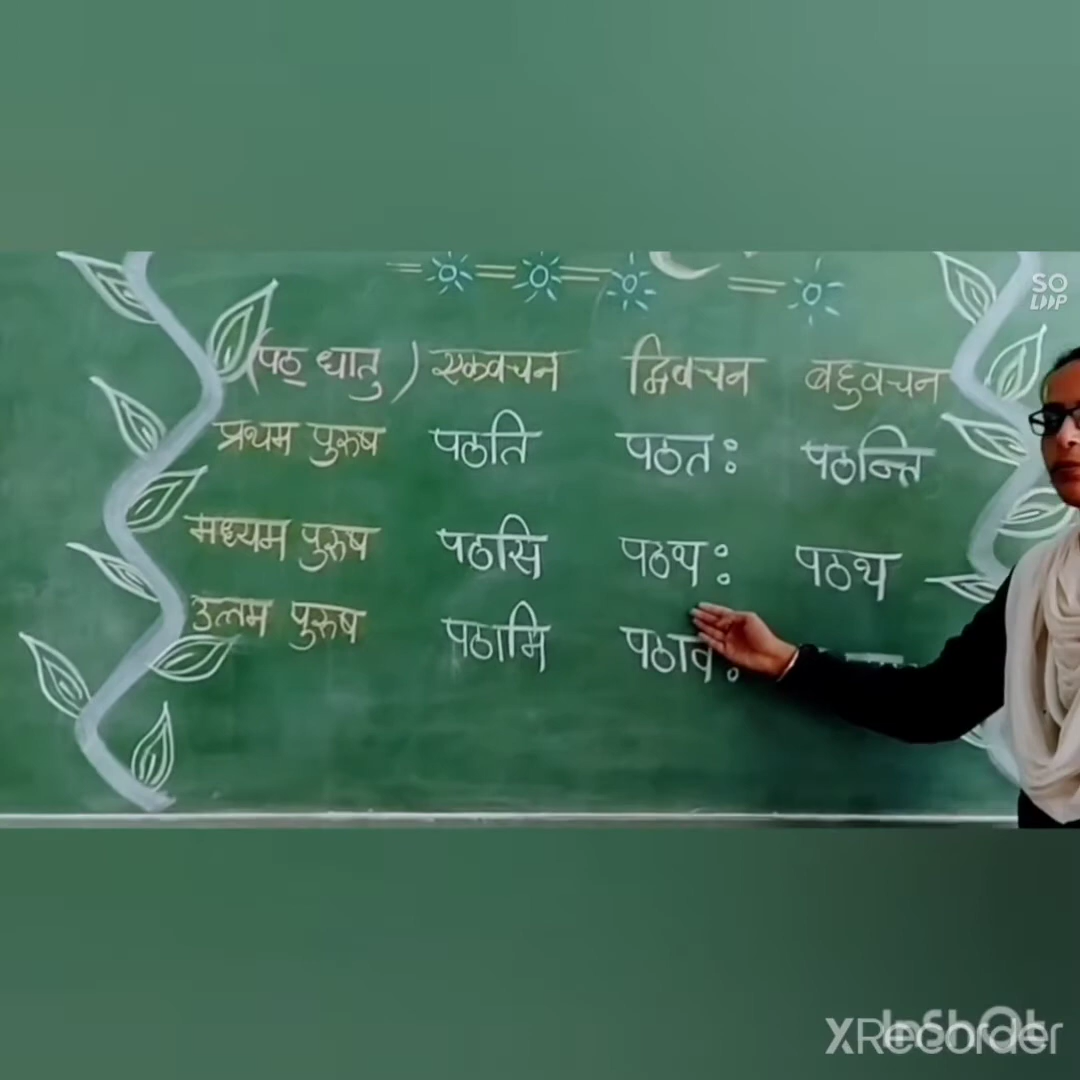 (पठ् धातु) एकवचन द्विवचन बहुवचन
प्रथम पुरुष पठति पठतः पठन्ति
मध्यम पुरुष पठसि पठथः पठथ
उत्तम पुरुष पठामि पठावः
SO
LOOP
InShOt
XRecorder